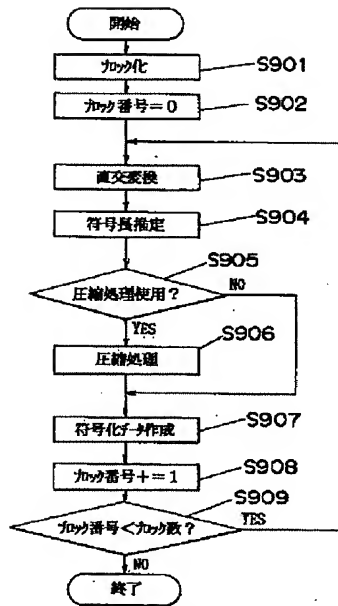 開始
ブロック化
S901
ブロック番号=0
S902
直交変換
S903
符号長推定
S904
S905
圧縮処理使用?
NO
YES
圧縮処理
S906
符号化データ作成
S907
ブロック番号+=1
S908
S909
ブロック番号<ブロック数?
YES
NO
終了